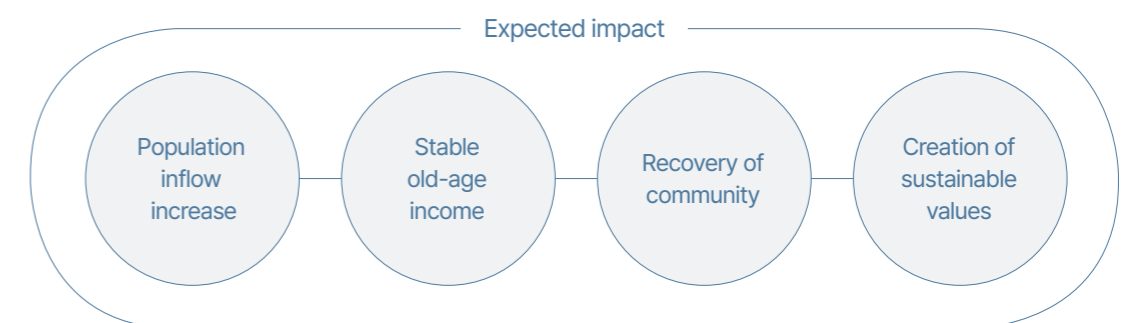 Expected impact
Population
inflow
increase
Stable
old-age
income
Recovery of
community
Creation of
sustainable
values